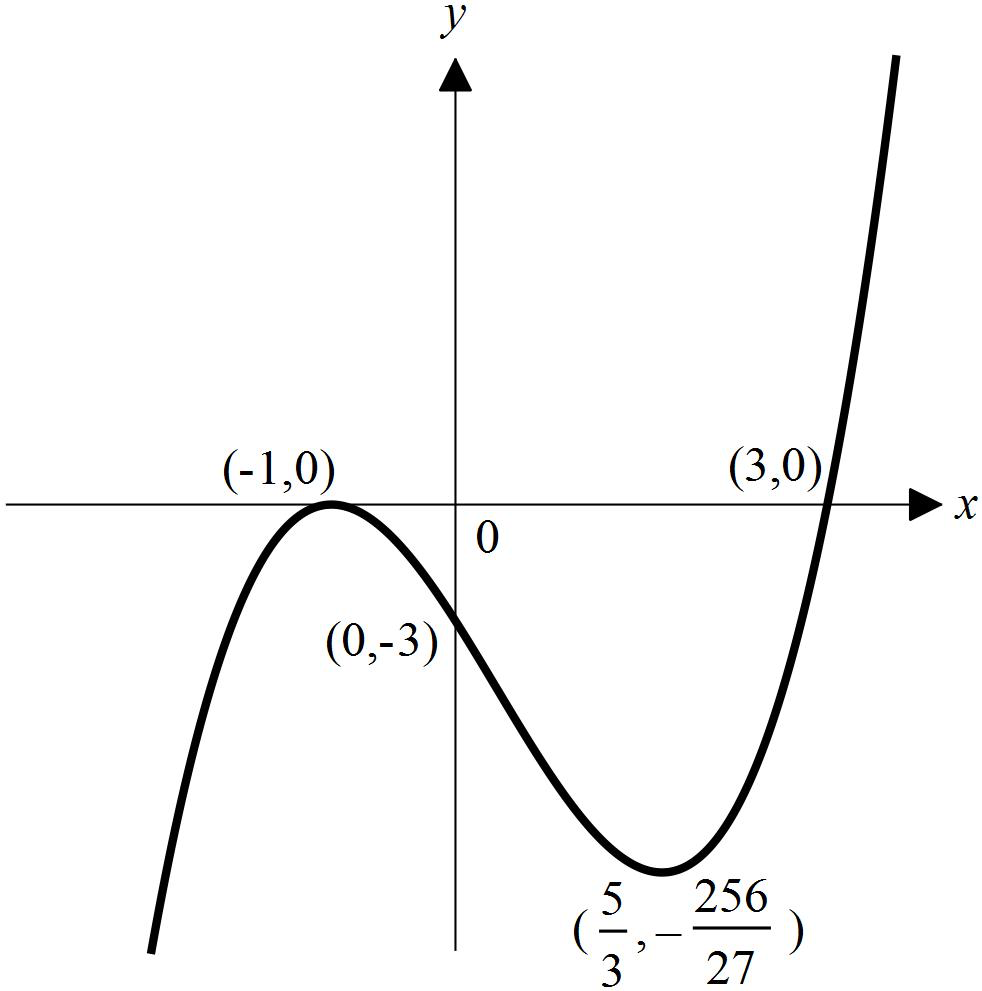 y
(-1,0)
(3,0)
x
0
(0,-3)
(5/3,–256/27)